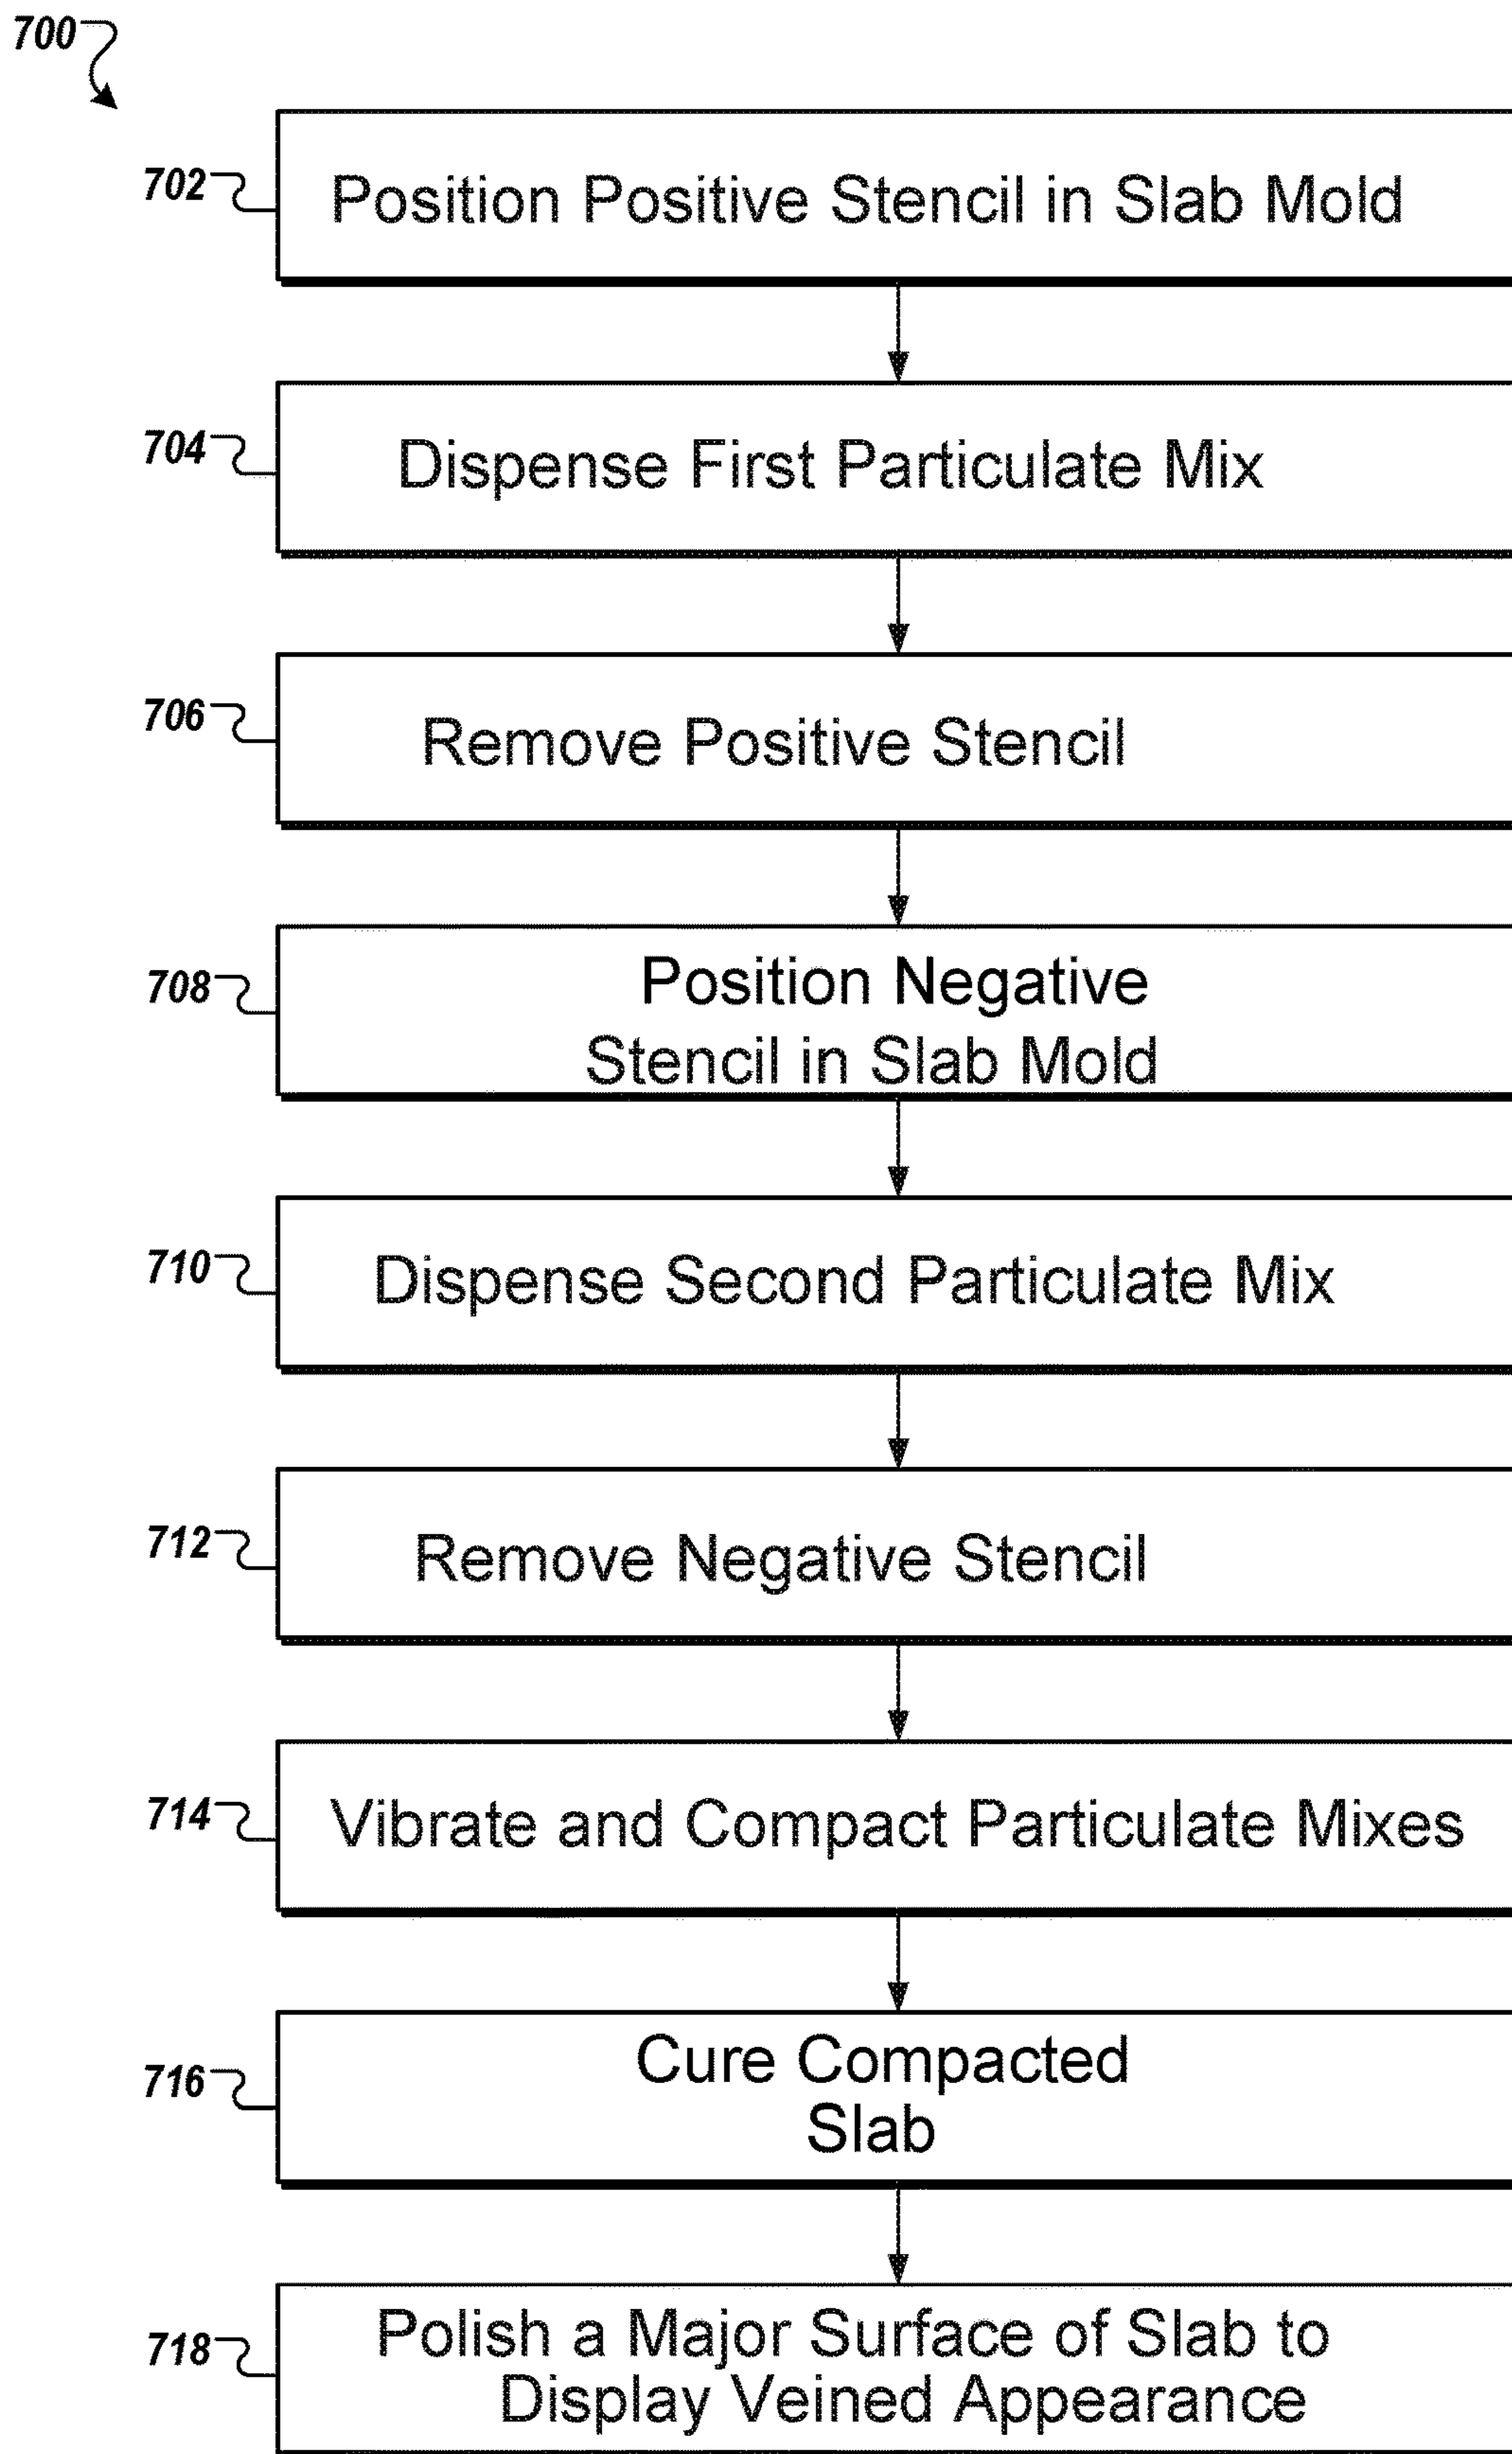 700
702
Position Positive Stencil in Slab Mold
704
Dispense First Particulate Mix
706
Remove Positive Stencil
708
Position Negative
Stencil in Slab Mold
710
Dispense Second Particulate Mix
712
Remove Negative Stencil
714
Vibrate and Compact Particulate Mixes
716
Cure Compacted
Slab
718
Polish a Major Surface of Slab to
Display Veined Appearance